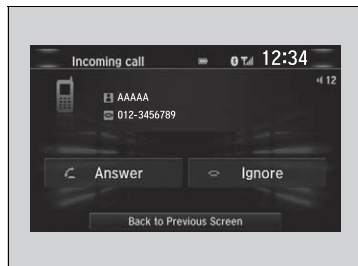 Incoming call 12:34
12
AAAAA
012-3456789
Answer Ignore
Back to Previous Screen